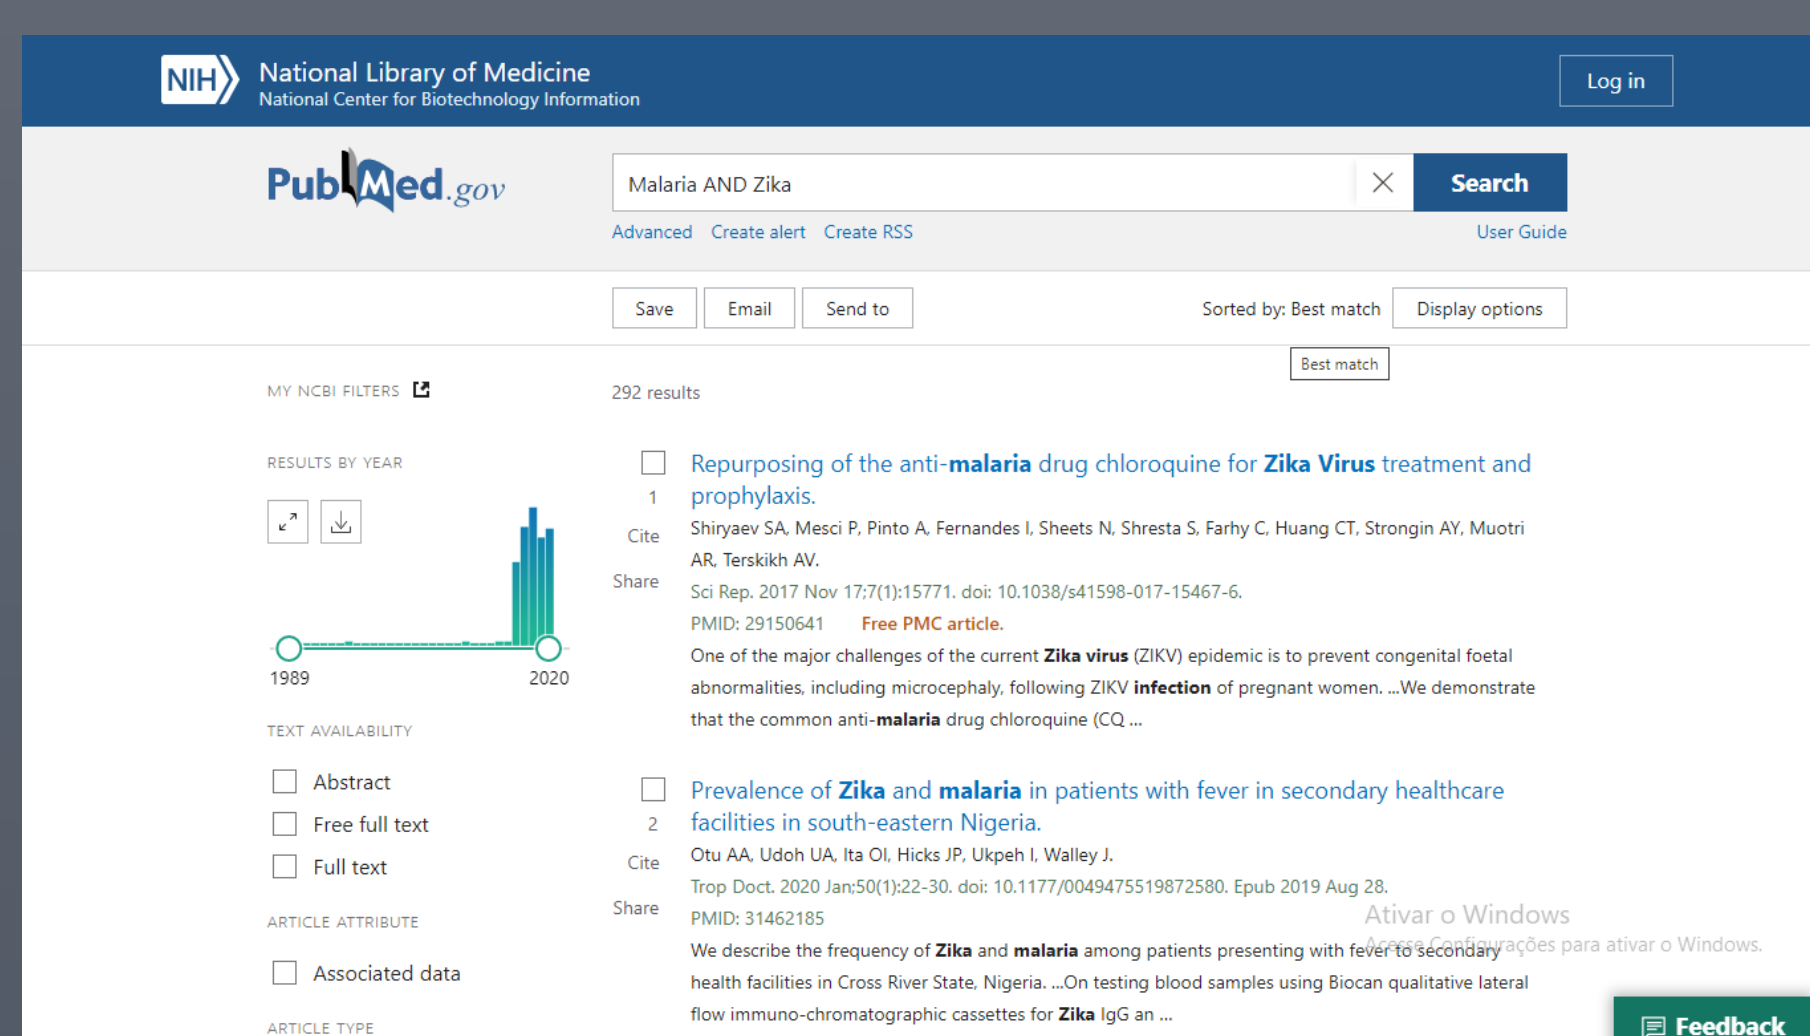 NIH National Library of Medicine
National Center for Biotechnology Information
Log in
PubMed.gov
Malaria AND Zika
Search
Advanced Create alert Create RSS
User Guide
Save Email Send to
Sorted by: Best match Display options
Best match
MY NCBI FILTERS
292 results
RESULTS BY YEAR
1989 2020
TEXT AVAILABILITY
Abstract
Free full text
Full text
ARTICLE ATTRIBUTE
Associated data
ARTICLE TYPE
Repurposing of the anti-malaria drug chloroquine for Zika Virus treatment and
1 prophylaxis.
Cite Shiryaev SA, Mesci P, Pinto A, Fernandes I, Sheets N, Shresta S, Farhy C, Huang CT, Strongin AY, Muotri
AR, Terskikh AV.
Share Sci Rep. 2017 Nov 17;7(1):15771. doi: 10.1038/s41598-017-15467-6.
PMID: 29150641 Free PMC article.
One of the major challenges of the current Zika virus (ZIKV) epidemic is to prevent congenital foetal
abnormalities, including microcephaly, following ZIKV infection of pregnant women. ...We demonstrate
that the common anti-malaria drug chloroquine (CQ ...
Prevalence of Zika and malaria in patients with fever in secondary healthcare
2 facilities in south-eastern Nigeria.
Cite Otu AA, Udoh UA, Ita OI, Hicks JP, Ukpeh I, Walley J.
Trop Doct. 2020 Jan;50(1):22-30. doi: 10.1177/0049475519872580. Epub 2019 Aug 28.
Share PMID: 31462185
We describe the frequency of Zika and malaria among patients presenting with fever to secondary
health facilities in Cross River State, Nigeria. ...On testing blood samples using Biocan qualitative lateral
flow immuno-chromatographic cassettes for Zika IgG an ...
Ativar o Windows
Acesse Configurações para ativar o Windows.
Feedback